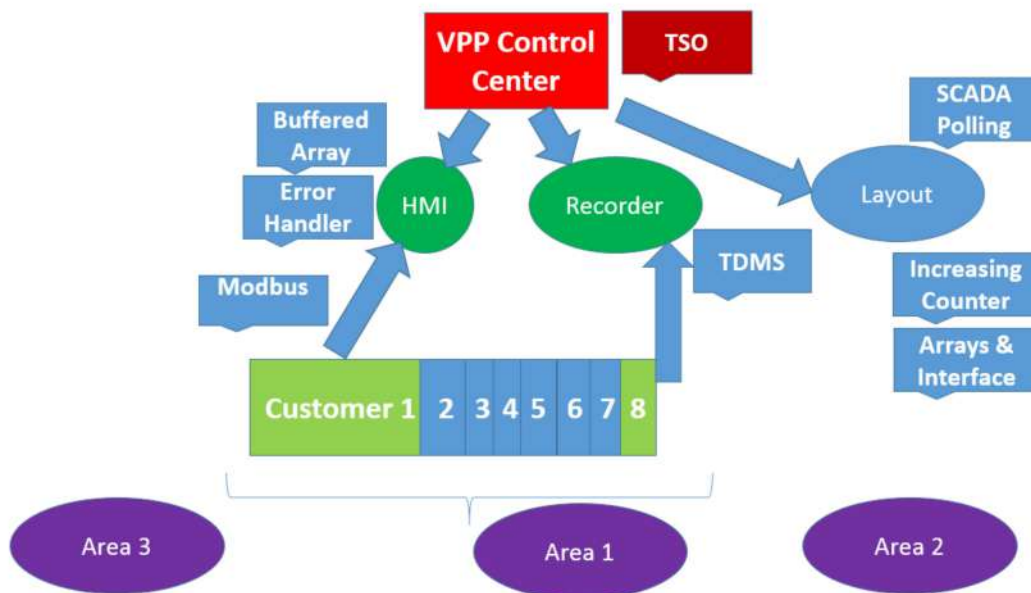 VPP Control
Center
TSO
SCADA
Polling
Buffered
Array
Error
Handler
HMI
Recorder
Layout
Modbus
TDMS
Increasing
Counter
Arrays &
Interface
Customer 1 2 3 4 5 6 7 8
Area 3
Area 1
Area 2